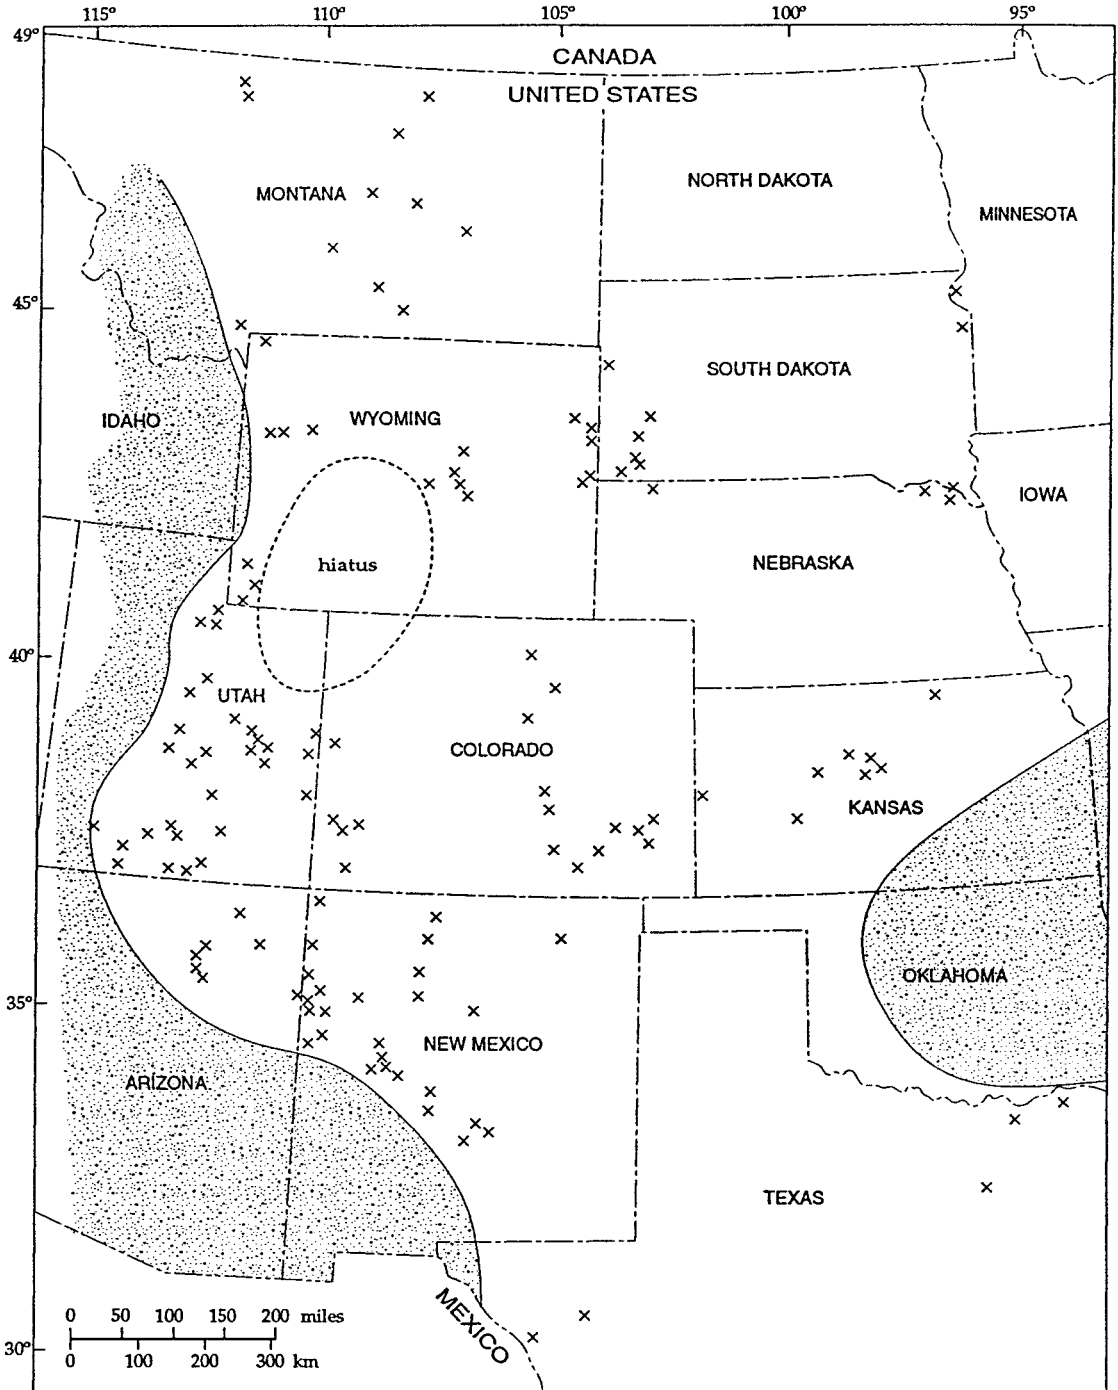 115° 110° 105° 100° 95°
49°
CANADA
UNITED STATES
MONTANA
NORTH DAKOTA
MINNESOTA
45°
SOUTH DAKOTA
IDAHO
WYOMING
IOWA
hiatus
NEBRASKA
40°
UTAH
COLORADO
KANSAS
OKLAHOMA
35°
NEW MEXICO
ARIZONA
TEXAS
MEXICO
0 50 100 150 200 miles
0 100 200 300 km
30°